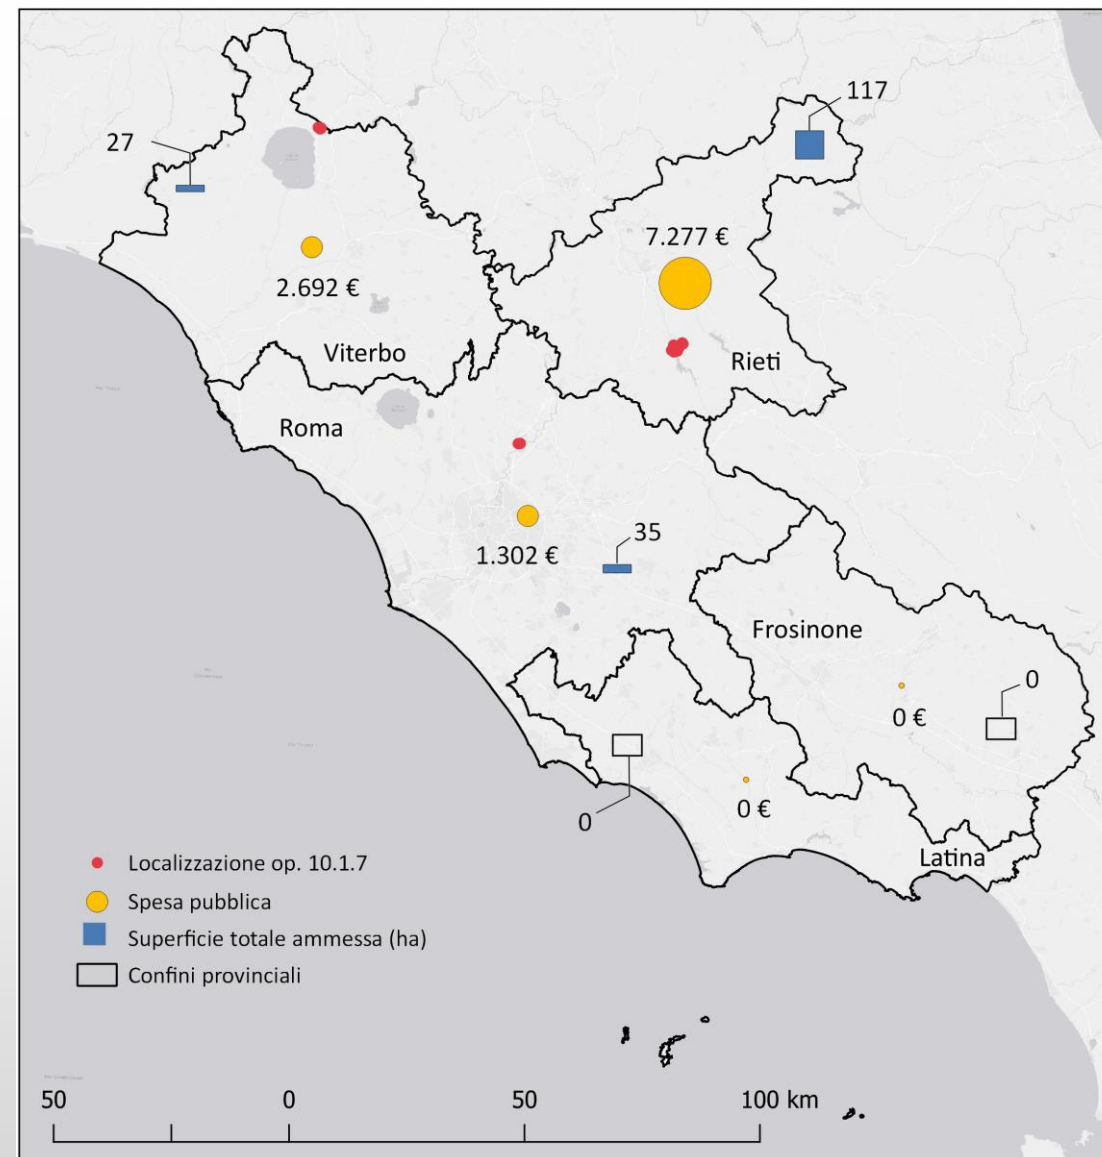 117
27
7.277 €
2.692 €
Viterbo
Rieti
Roma
35
1.302 €
Frosinone
0
0 €
0
0 €
Latina
Localizzazione op. 10.1.7
Spesa pubblica
Superficie totale ammessa (ha)
Confini provinciali
50 0 50 100 km